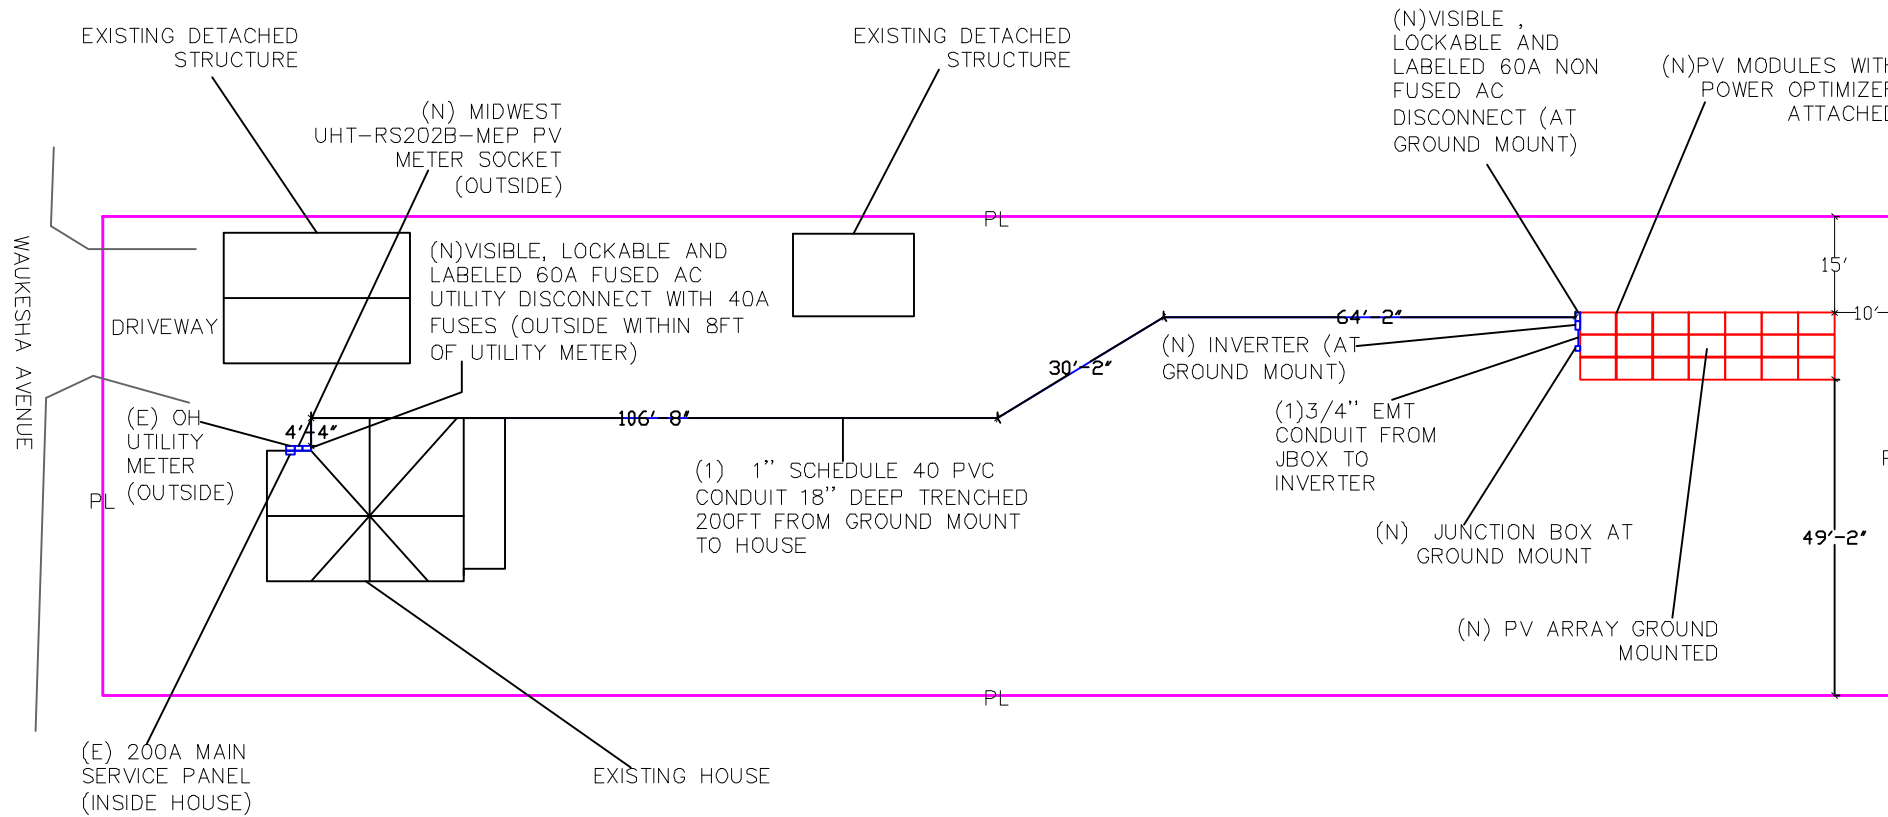 EXISTING DETACHED
STRUCTURE
EXISTING DETACHED
STRUCTURE
(N)VISIBLE ,
LOCKABLE AND
LABELED 60A NON
FUSED AC
DISCONNECT (AT
GROUND MOUNT)
(N)PV MODULES WITH
POWER OPTIMIZER
ATTACHED
(N) MIDWEST
UHT-RS202B-MEP PV
METER SOCKET
(OUTSIDE)
PL
WAUKESHA AVENUE
(N)VISIBLE, LOCKABLE AND
LABELED 60A FUSED AC
UTILITY DISCONNECT WITH 40A
FUSES (OUTSIDE WITHIN 8FT
OF UTILITY METER)
DRIVEWAY
15'
10'
64'-2"
(N) INVERTER (AT
GROUND MOUNT)
30'-2"
106'-8"
4'-4"
(E) OH
UTILITY
METER
(OUTSIDE)
PL
(1)3/4'' EMT
CONDUIT FROM
JBOX TO
INVERTER
(1) 1'' SCHEDULE 40 PVC
CONDUIT 18'' DEEP TRENCHED
200FT FROM GROUND MOUNT
TO HOUSE
(N) JUNCTION BOX AT
GROUND MOUNT
49'-2"
(N) PV ARRAY GROUND
MOUNTED
PL
(E) 200A MAIN
SERVICE PANEL
(INSIDE HOUSE)
EXISTING HOUSE